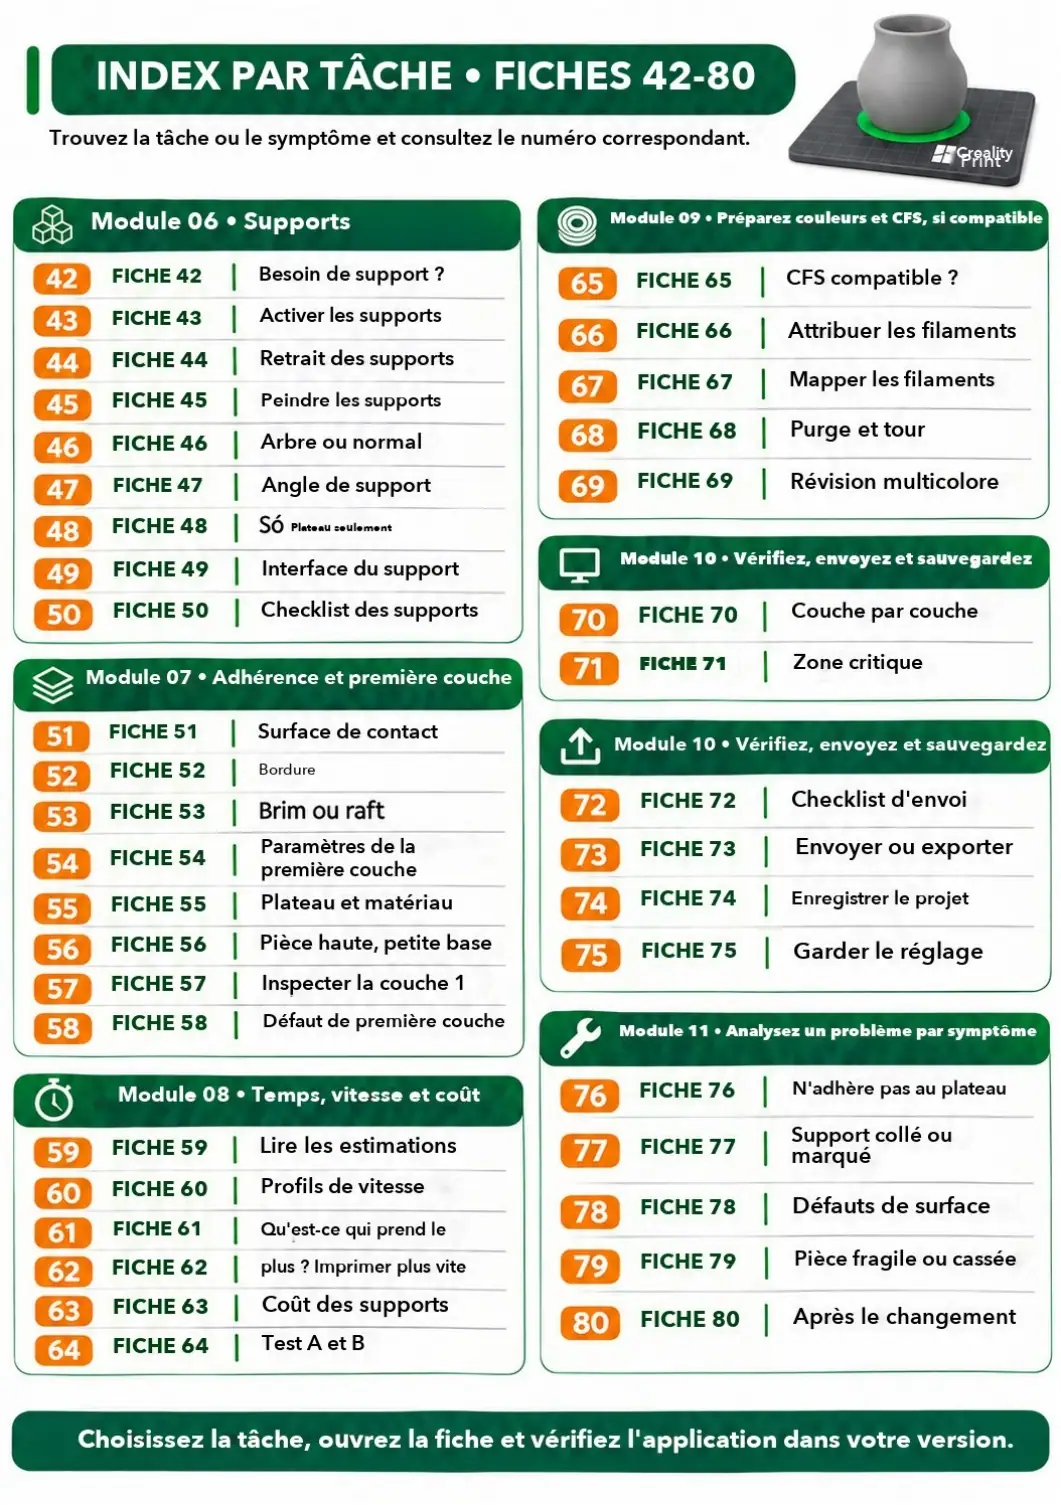 INDEX PAR TÂCHE • FICHES 42-80
Trouvez la tâche ou le symptôme et consultez le numéro correspondant.
Creality
Print
Module 06 • Supports
42 FICHE 42 Besoin de support ?
43 FICHE 43 Activer les supports
44 FICHE 44 Retrait des supports
45 FICHE 45 Peindre les supports
46 FICHE 46 Arbre ou normal
47 FICHE 47 Angle de support
48 FICHE 48 Só Plateau seulement
49 FICHE 49 Interface du support
50 FICHE 50 Checklist des supports
Module 07 • Adhérence et première couche
51 FICHE 51 Surface de contact
52 FICHE 52 Bordure
53 FICHE 53 Brim ou raft
54 FICHE 54 Paramètres de la
première couche
55 FICHE 55 Plateau et matériau
56 FICHE 56 Pièce haute, petite base
57 FICHE 57 Inspecter la couche 1
58 FICHE 58 Défaut de première couche
Module 08 • Temps, vitesse et coût
59 FICHE 59 Lire les estimations
60 FICHE 60 Profils de vitesse
61 FICHE 61 Qu'est-ce qui prend le
62 FICHE 62 plus ? Imprimer plus vite
63 FICHE 63 Coût des supports
64 FICHE 64 Test A et B
Module 09 • Préparez couleurs et CFS, si compatible
65 FICHE 65 CFS compatible ?
66 FICHE 66 Attribuer les filaments
67 FICHE 67 Mapper les filaments
68 FICHE 68 Purge et tour
69 FICHE 69 Révision multicolore
Module 10 • Vérifiez, envoyez et sauvegardez
70 FICHE 70 Couche par couche
71 FICHE 71 Zone critique
Module 10 • Vérifiez, envoyez et sauvegardez
72 FICHE 72 Checklist d'envoi
73 FICHE 73 Envoyer ou exporter
74 FICHE 74 Enregistrer le projet
75 FICHE 75 Garder le réglage
Module 11 • Analysez un problème par symptôme
76 FICHE 76 N'adhère pas au plateau
77 FICHE 77 Support collé ou
marqué
78 FICHE 78 Défauts de surface
79 FICHE 79 Pièce fragile ou cassée
80 FICHE 80 Après le changement
Choisissez la tâche, ouvrez la fiche et vérifiez l'application dans votre version.